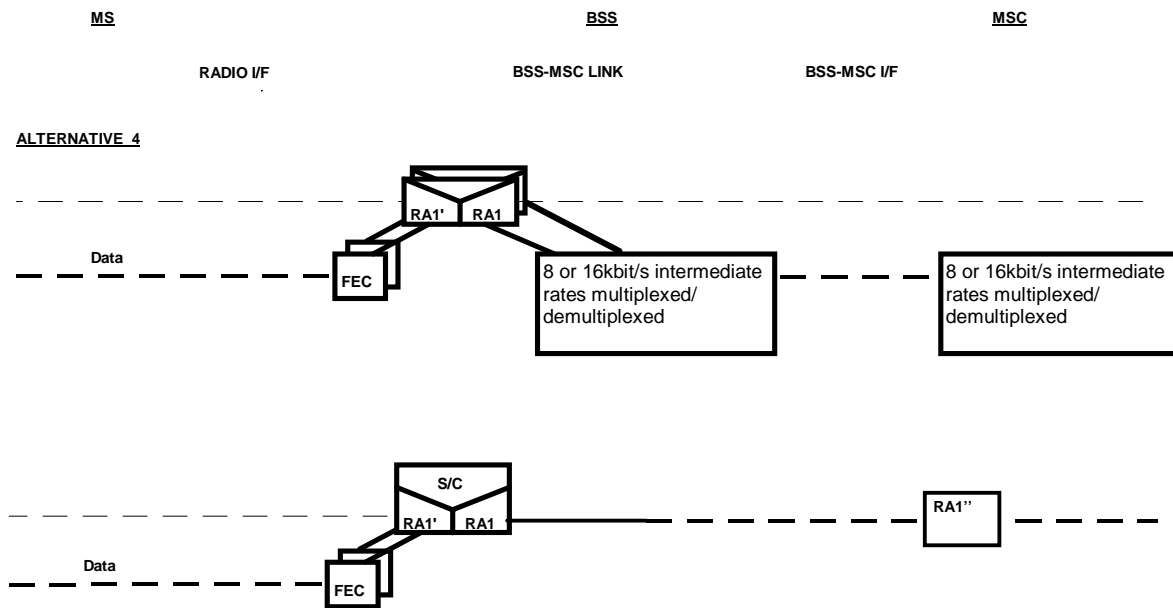 MS BSS MSC
RADIO I/F BSS-MSC LINK BSS-MSC I/F
ALTERNATIVE 4
RA1' RA1
Data
FEC
8 or 16kbit/s intermediate
rates multiplexed/
demultiplexed
8 or 16kbit/s intermediate
rates multiplexed/
demultiplexed
S/C
RA1' RA1
RA1’’
Data
FEC